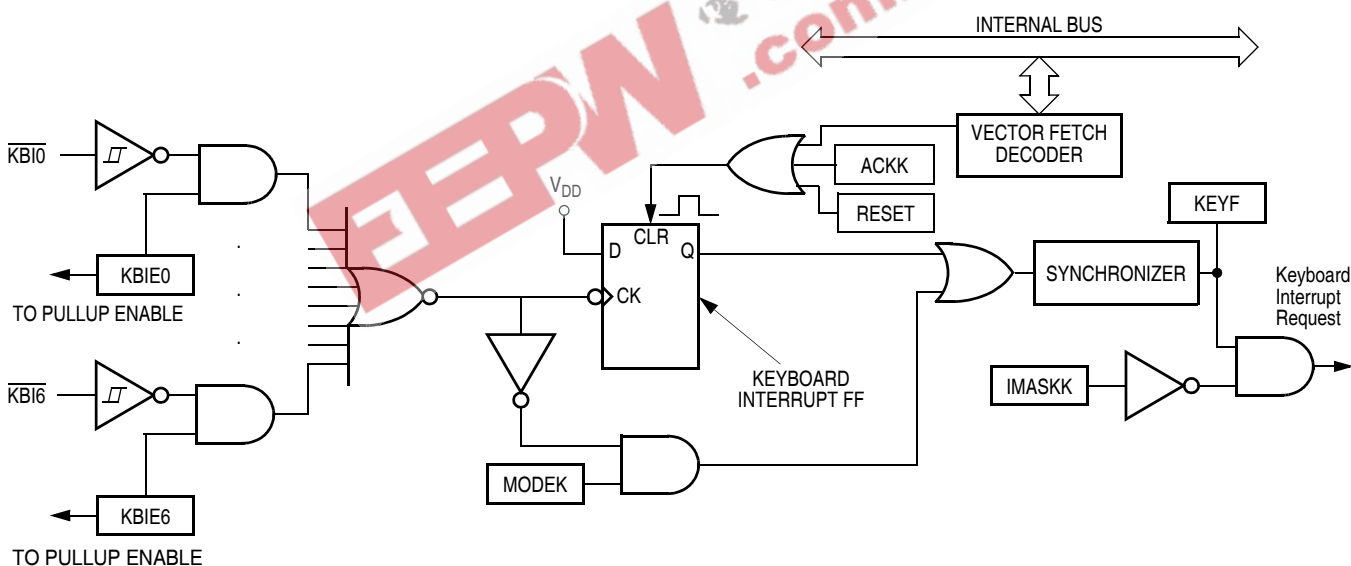 EEPW
.com
INTERNAL BUS
VECTOR FETCH
DECODER
ACKK
RESET
KBI0
KBIE0
TO PULLUP ENABLE
VDD
D
CLR
Q
CK
KEYBOARD
INTERRUPT FF
SYNCHRONIZER
KEYF
Keyboard
Interrupt
Request
IMASKK
MODEK
KBI6
KBIE6
TO PULLUP ENABLE